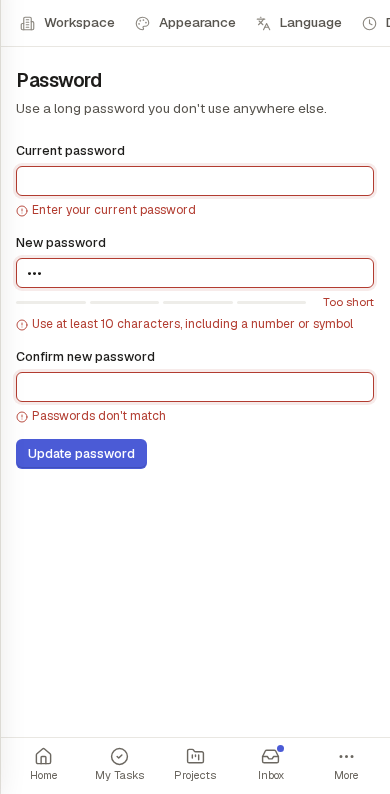 Workspace Appearance Language
Password
Use a long password you don't use anywhere else.
Current password
Enter your current password
New password
•••
Too short
Use at least 10 characters, including a number or symbol
Confirm new password
Passwords don't match
Update password
Home My Tasks Projects Inbox More